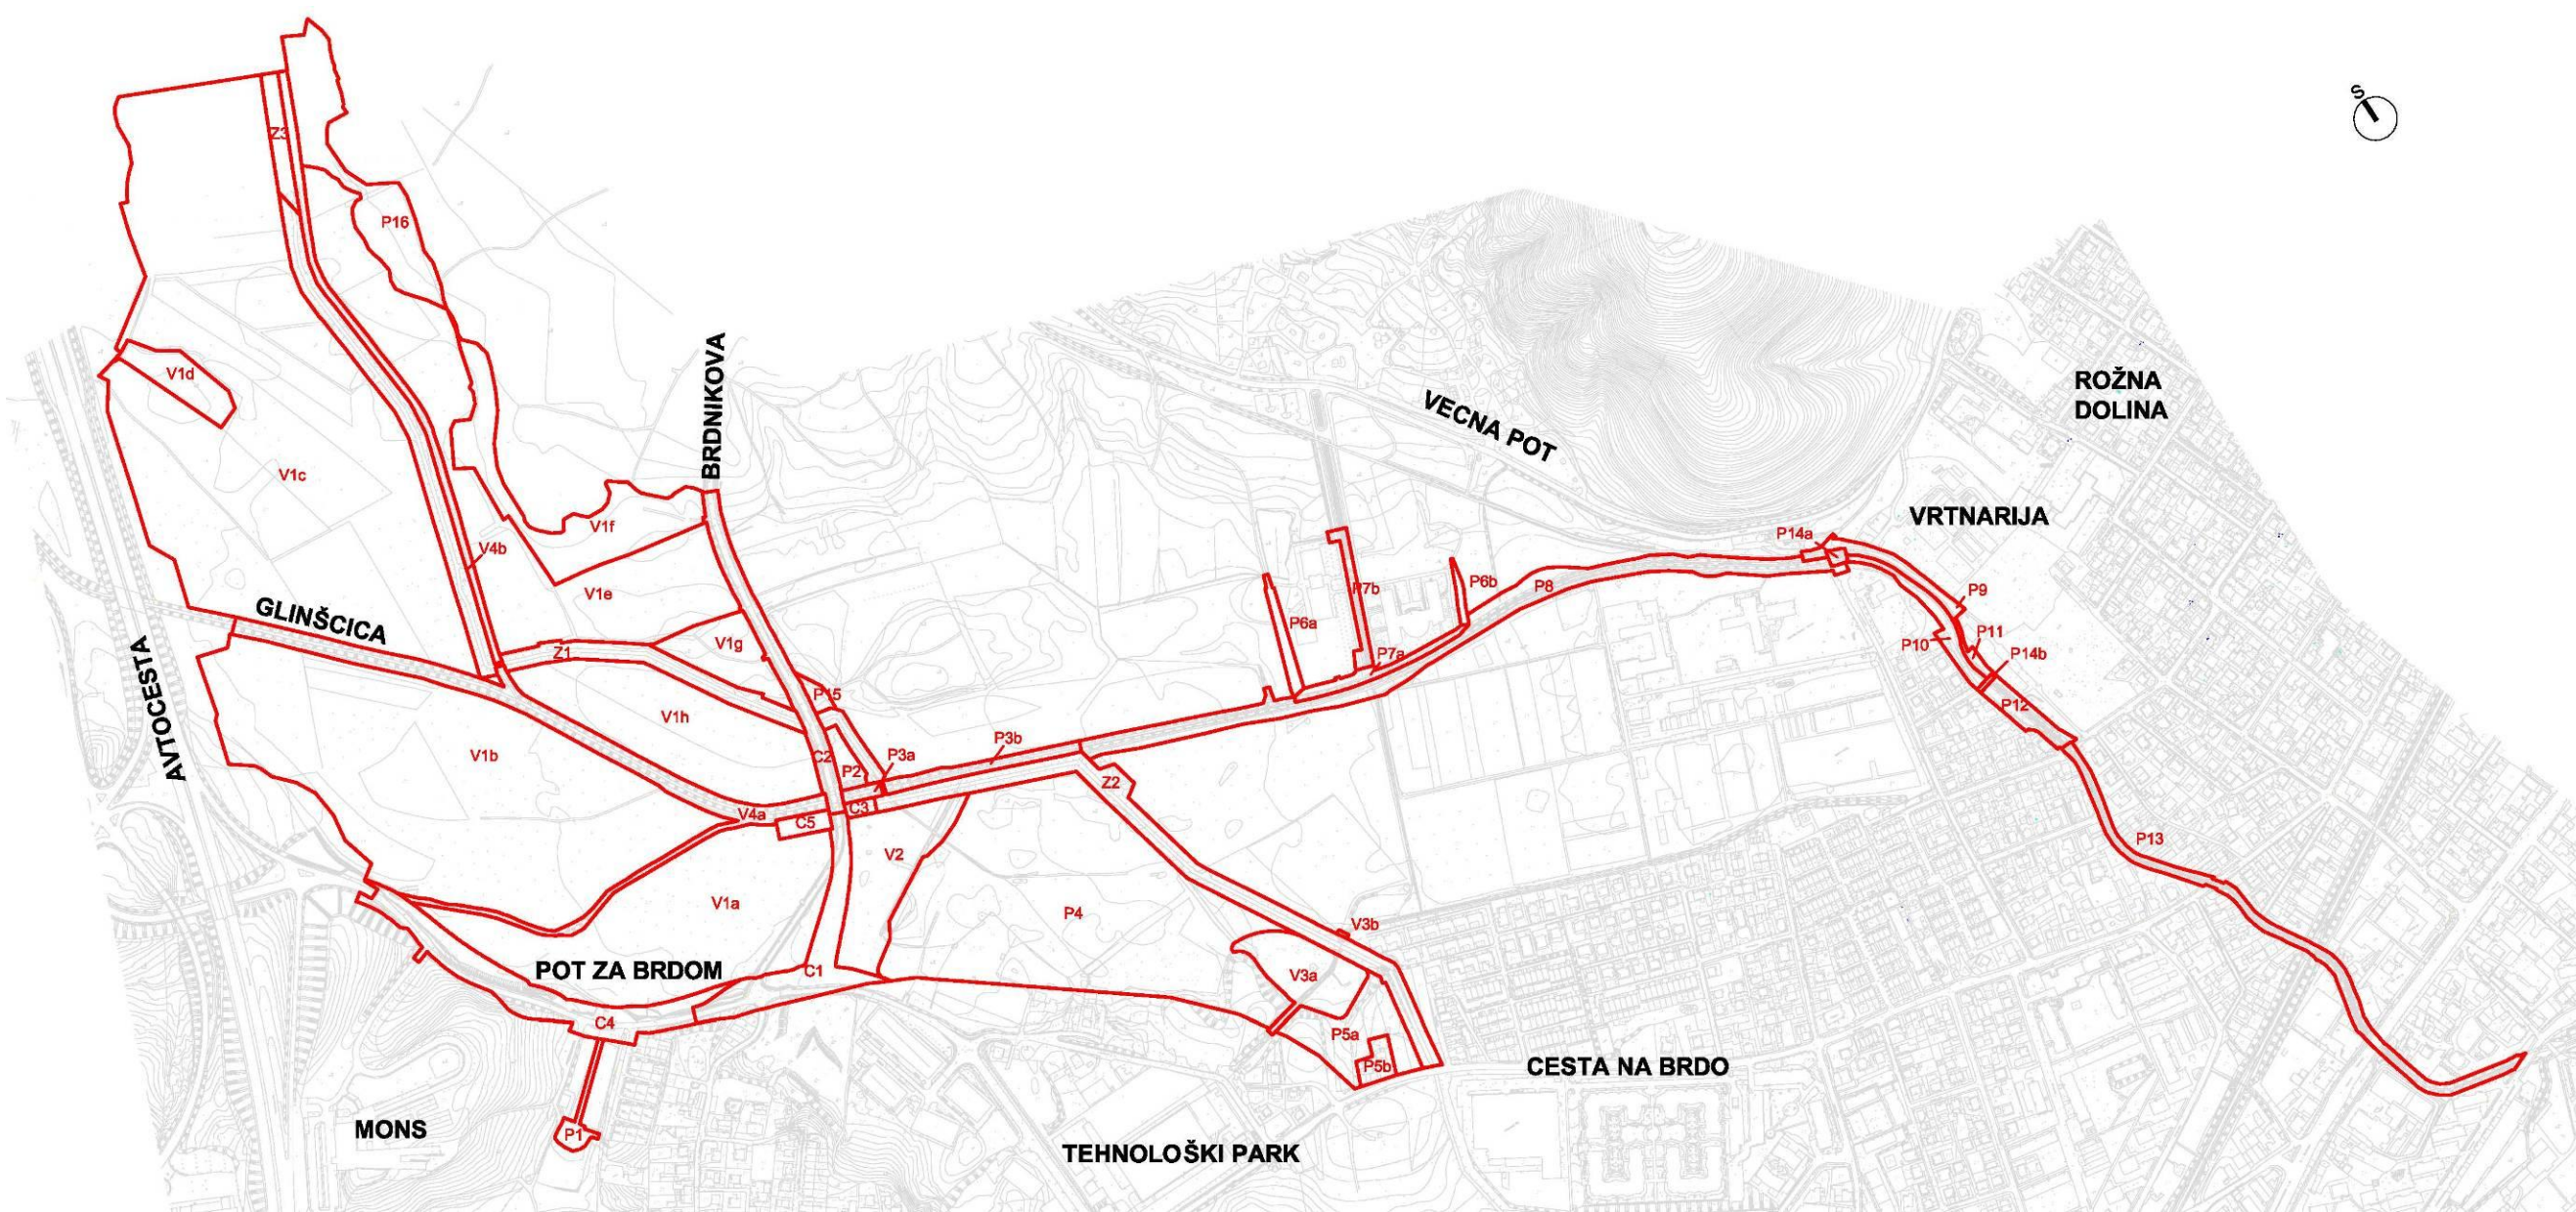 S
Z3
P16
BRDNIKOVA
V1d
ROŽNA
DOLINA
VECNA POT
V1c
V1f
VRTNARIJA
P14a
V4b
V1e
P7b
P6b
P8
P9
GLINŠCICA
P6a
P11
P10
P14b
V1g
Z1
P7a
AVTOCESTA
P15
P12
V1h
P3b
V1b
C2
P3a
P2
Z2
C3
V4a
C5
P13
V2
V1a
P4
V3b
POT ZA BRDOM
C1
V3a
C4
P5a
P5b
CESTA NA BRDO
MONS
P1
TEHNOLOŠKI PARK